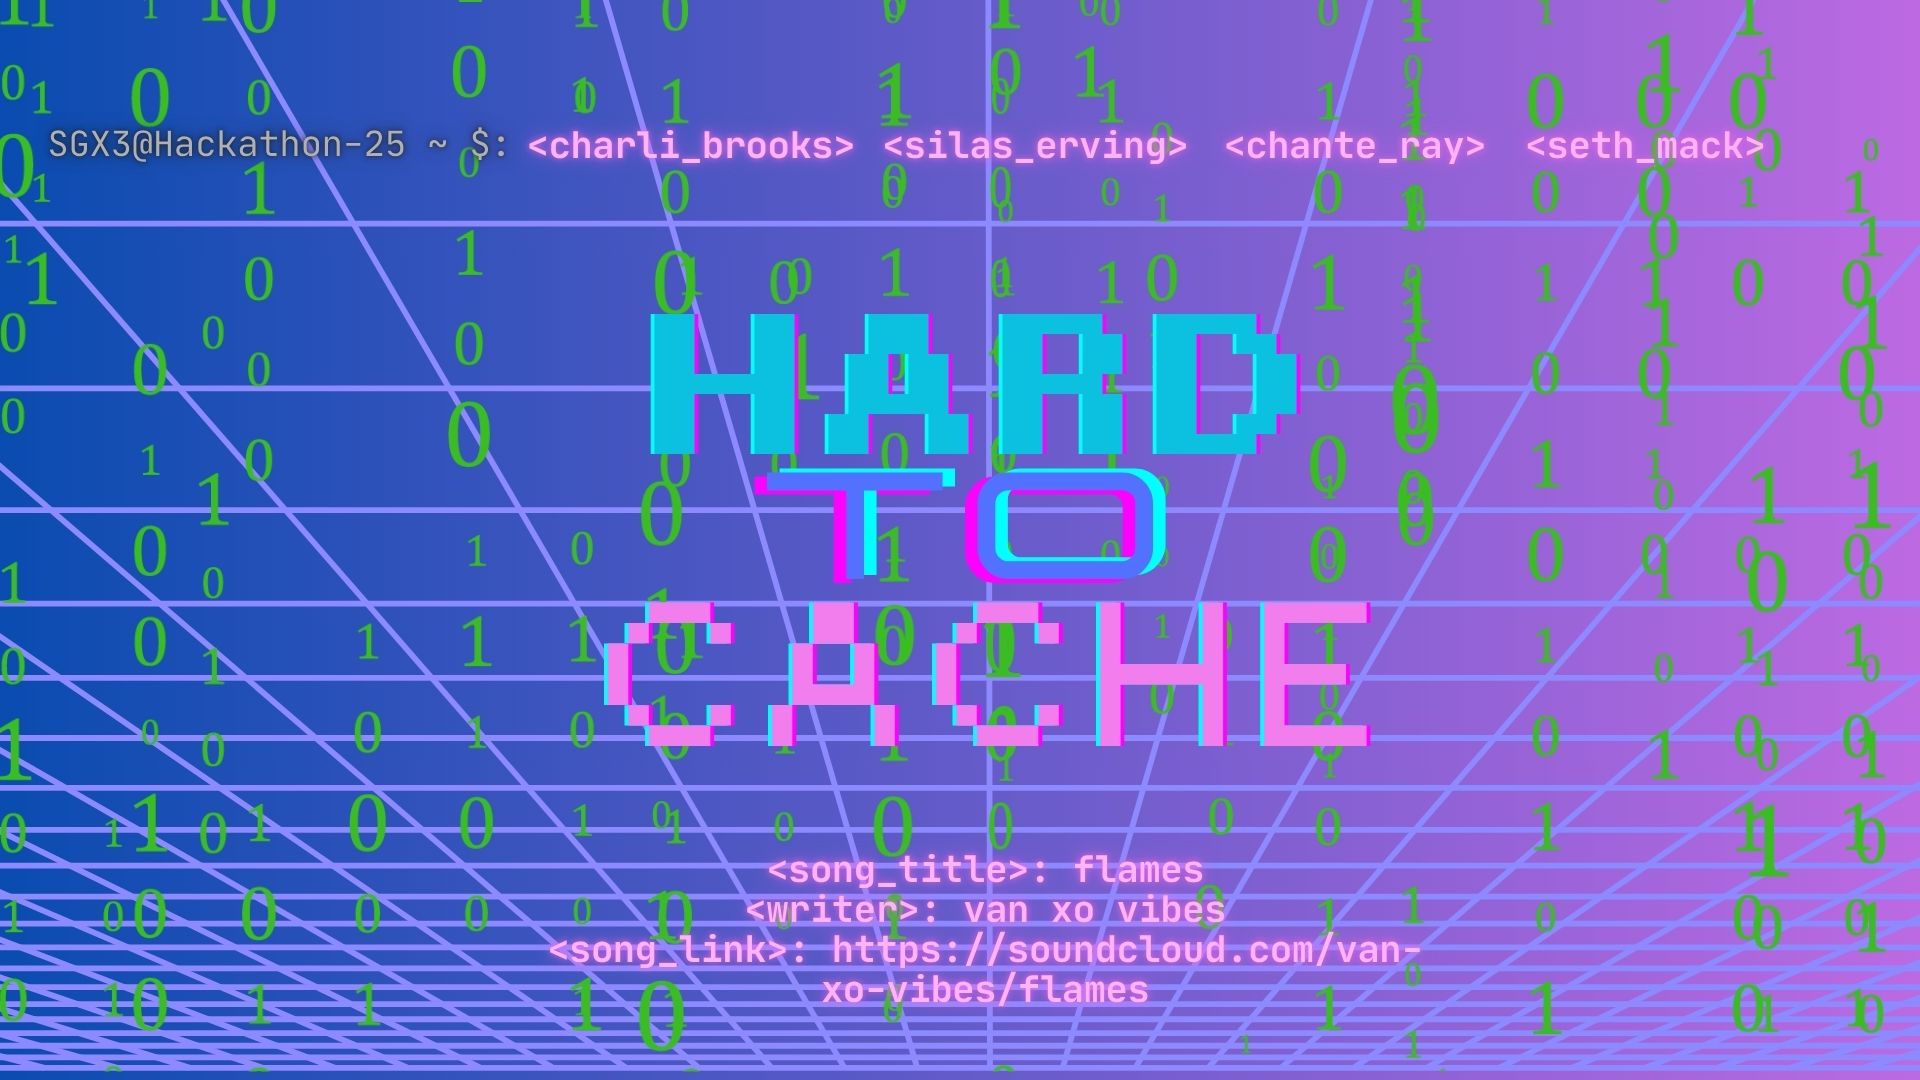 SGX3@Hackathon-25 ~ $: <charli_brooks> <silas_erving> <chante_ray> <seth_mack>
HARD
TO
CACHE
<song_title>: flames
<writer>: van xo vibes
<song_link>: https://soundcloud.com/van-
xo-vibes/flames